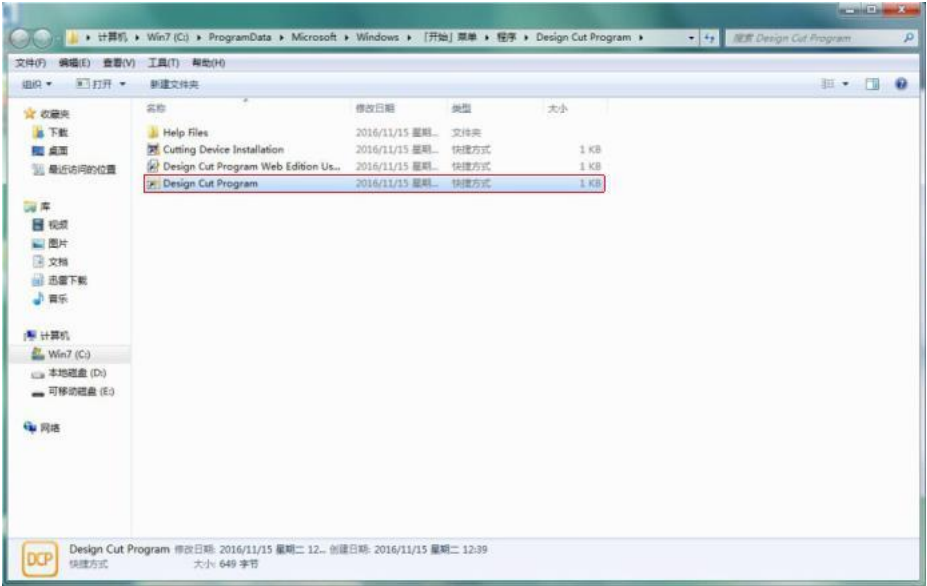 计算机 Win7 (C:) ProgramData Microsoft Windows 「开始」菜单 程序 Design Cut Program
搜索 Design Cut Program
文件(F) 编辑(E) 查看(V) 工具(T) 帮助(H)
组织 打开 新建文件夹
名称 修改日期 类型 大小
Help Files 2016/11/15 星期... 文件夹
Cutting Device Installation 2016/11/15 星期... 快捷方式 1 KB
Design Cut Program Web Edition Us... 2016/11/15 星期... 快捷方式 1 KB
Design Cut Program 2016/11/15 星期... 快捷方式 1 KB
收藏夹
下载
桌面
最近访问的位置
库
视频
图片
文档
迅雷下载
音乐
计算机
Win7 (C:)
本地磁盘 (D:)
可移动磁盘 (E:)
网络
DCP
Design Cut Program 修改日期: 2016/11/15 星期二 12... 创建日期: 2016/11/15 星期二 12:39
快捷方式 大小: 649 字节